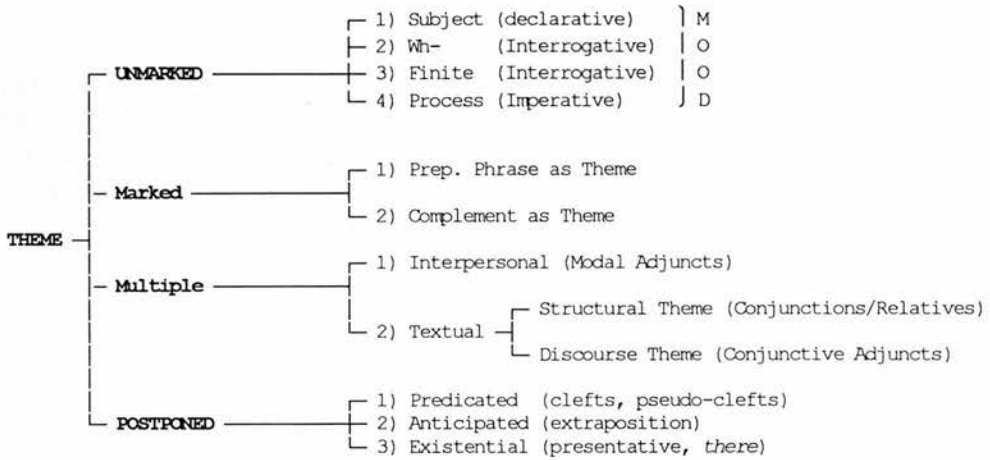 1) Subject (declarative) M
2) Wh- (Interrogative) O
UNMARKED 3) Finite (Interrogative) O
4) Process (Imperative) D
1) Prep. Phrase as Theme
Marked
2) Complement as Theme
THEME
1) Interpersonal (Modal Adjuncts)
Multiple
Structural Theme (Conjunctions/Relatives)
2) Textual
Discourse Theme (Conjunctive Adjuncts)
1) Predicated (clefts, pseudo-clefts)
POSTPONED 2) Anticipated (extraposition)
3) Existential (presentative, there)